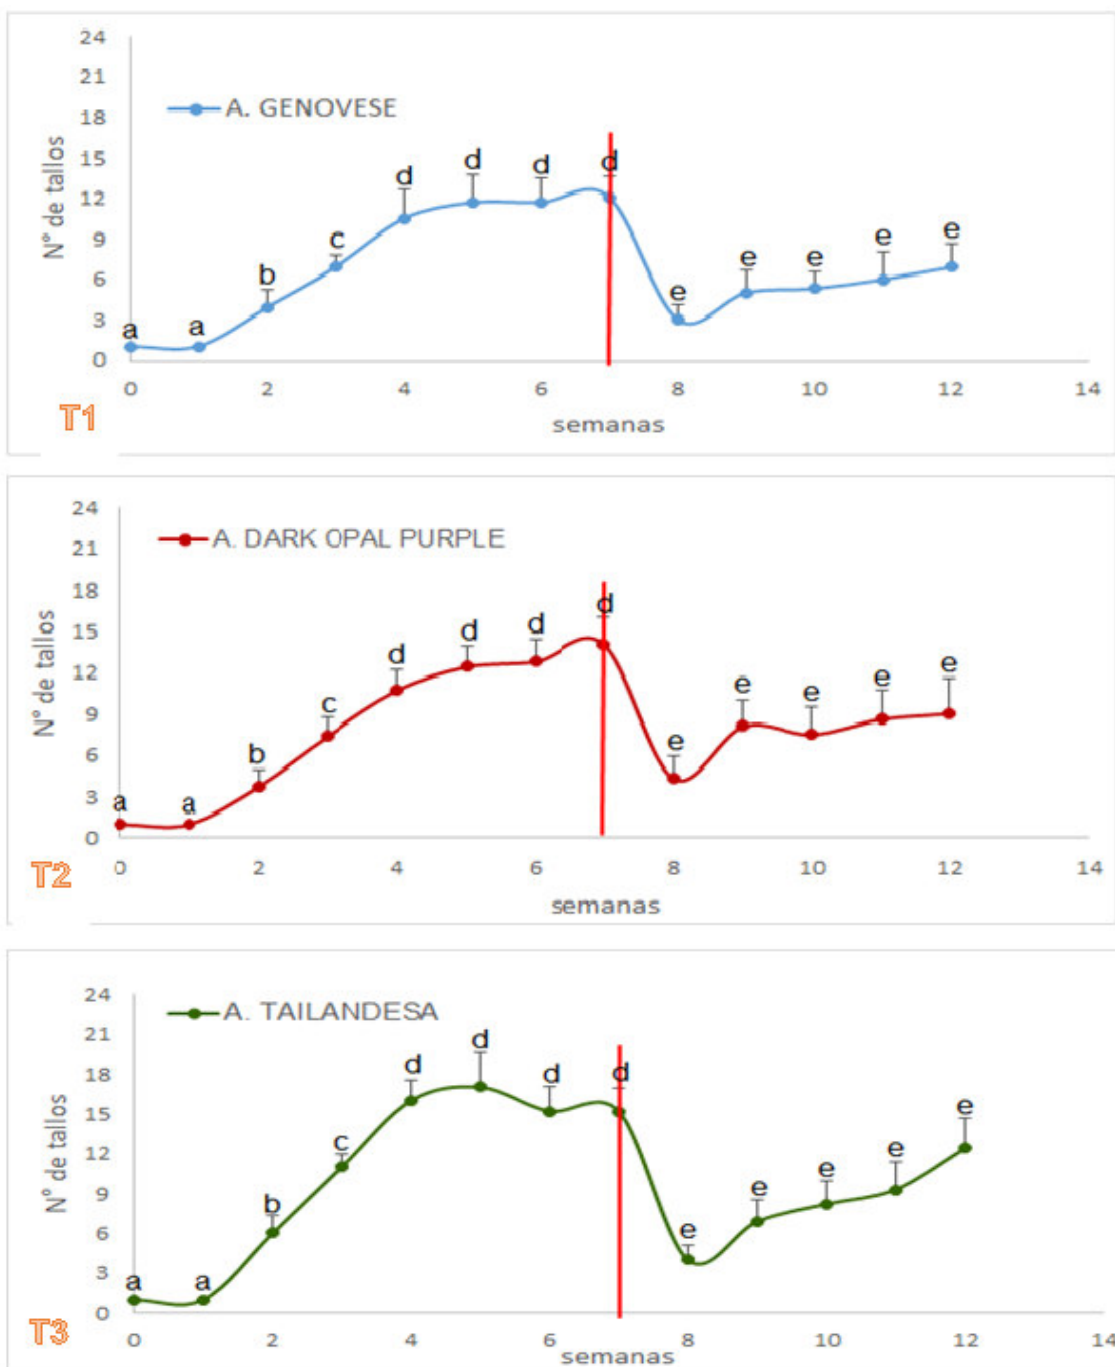 24
21
18
15
12
9
6
3
0
N° de tallos
A. GENOVESE
a a b c d d d d e e e e e
0 2 4 6 8 10 12 14
semanas
T1
24
21
18
15
12
9
6
3
0
N° de tallos
A. DARK OPAL PURPLE
a a b c d d d d e e e e e
0 2 4 6 8 10 12 14
semanas
T2
24
21
18
15
12
9
6
3
0
N° de tallos
A. TAILANDESA
a a b c d d d d e e e e e
0 2 4 6 8 10 12 14
semanas
T3